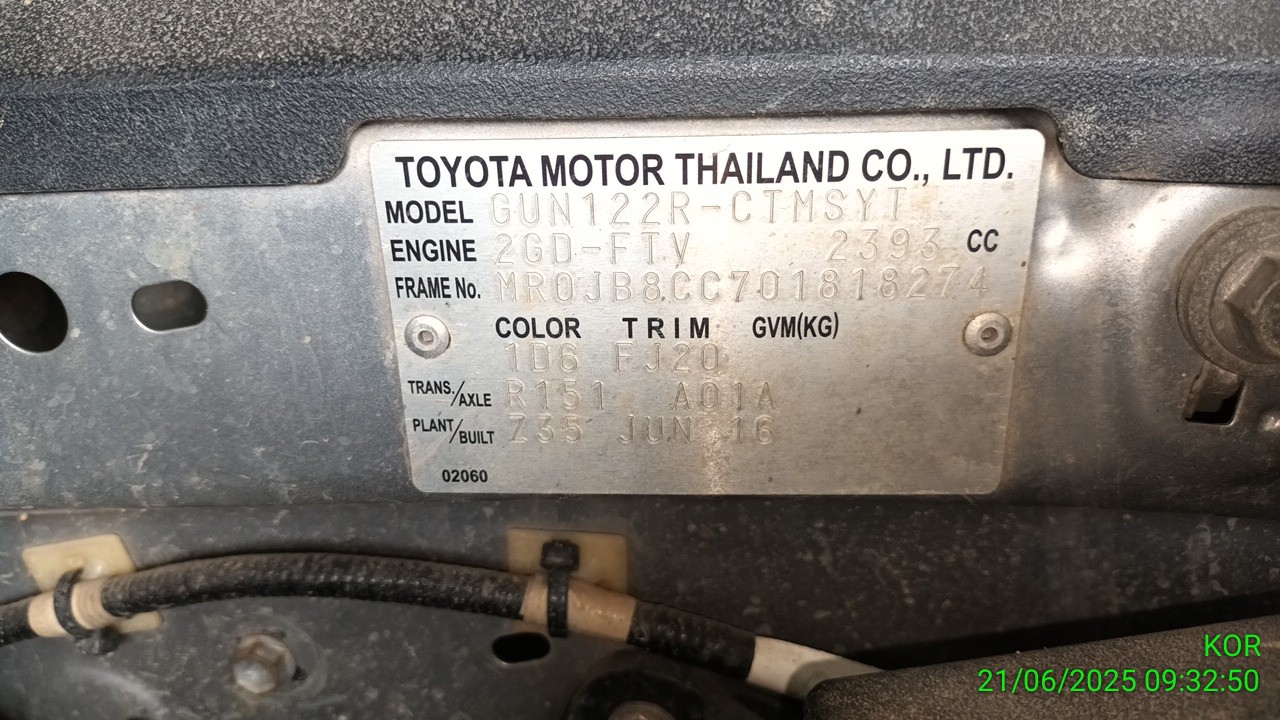 TOYOTA MOTOR THAILAND CO., LTD.
MODEL GUN122R-CTMSYT
ENGINE 2GD-FTV 2393 CC
FRAME No. MR0JB8CC701818274
COLOR TRIM GVM(KG)
1D6 FJ20
TRANS./AXLE R151 A01A
PLANT/BUILT Z35 JUN 16
02060
KOR
21/06/2025 09:32:50